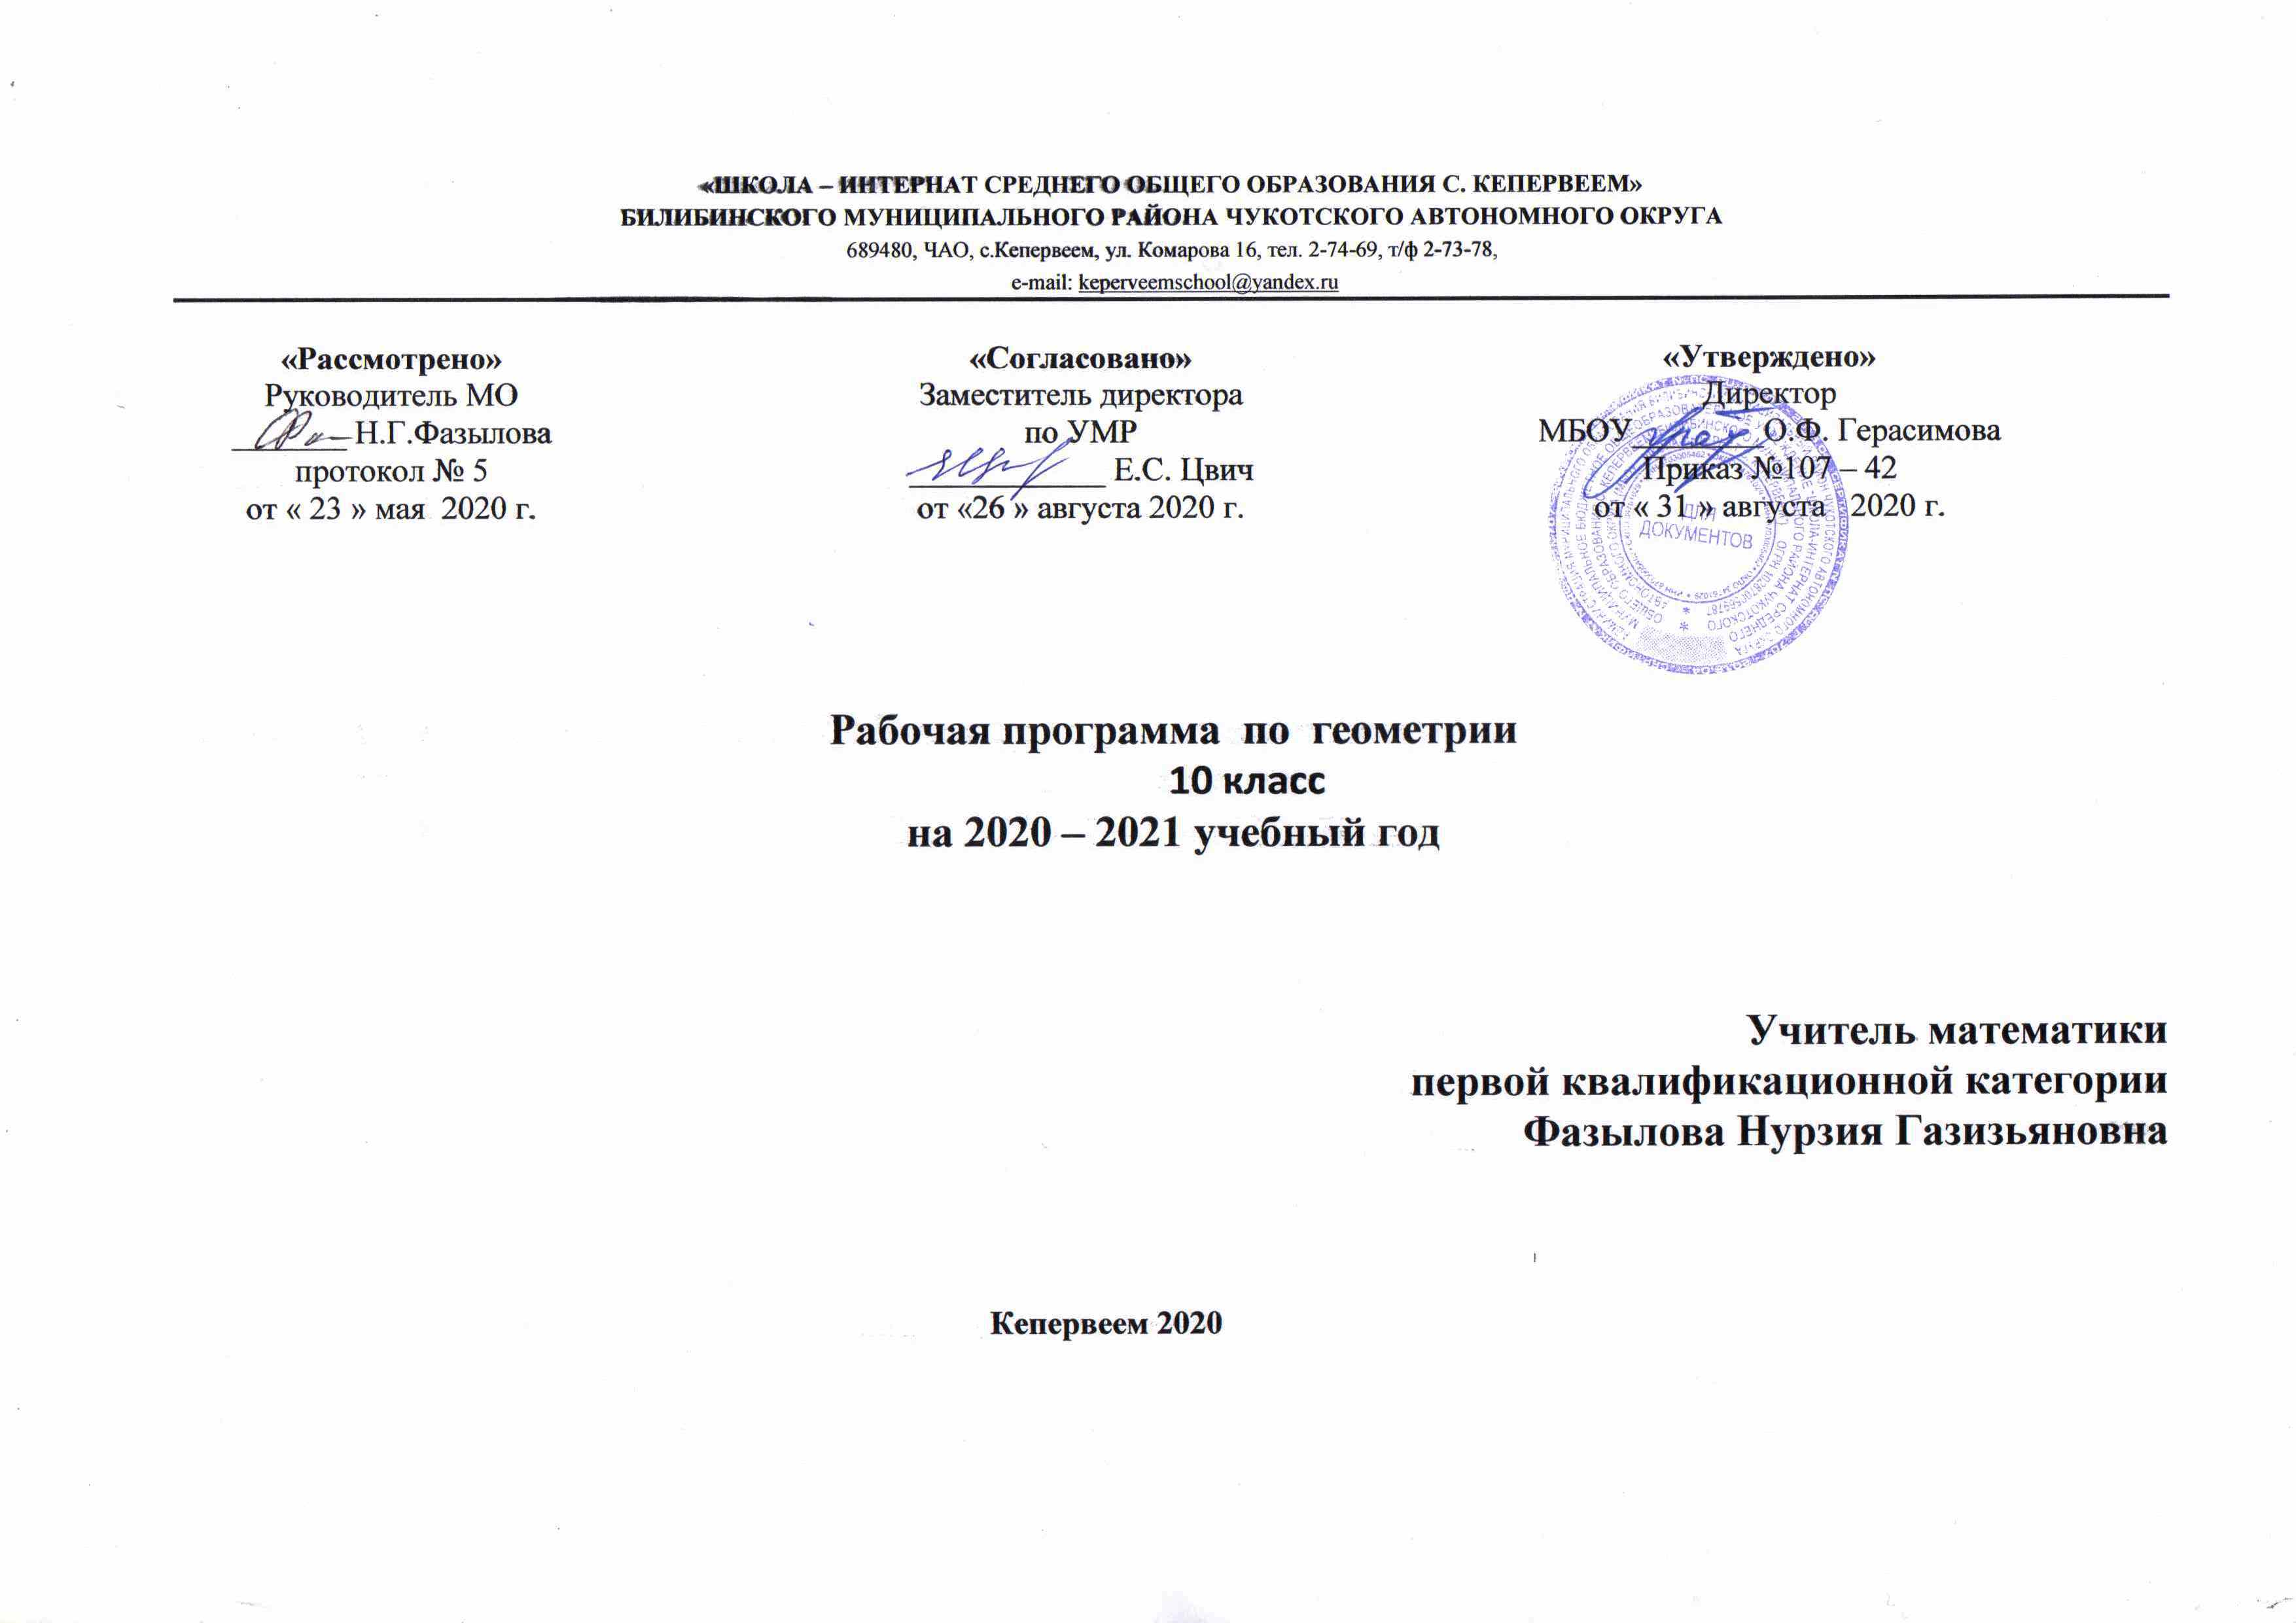 «ШКОЛА – ИНТЕРНАТ СРЕДНЕГО ОБЩЕГО ОБРАЗОВАНИЯ С. КЕПЕРВЕЕМ»
БИЛИБИНСКОГО МУНИЦИПАЛЬНОГО РАЙОНА ЧУКОТСКОГО АВТОНОМНОГО ОКРУГА
689480, ЧАО, с.Кепервеем, ул. Комарова 16, тел. 2-74-69, т/ф 2-73-78,
e-mail: keperveemschool@yandex.ru
«Рассмотрено»
Руководитель МО
Н.Г.Фазылова
протокол № 5
от « 23 » мая 2020 г.
«Согласовано»
Заместитель директора
по УМР
Е.С. Цвич
от «26 » августа 2020 г.
«Утверждено»
Директор
МБОУ О.Ф. Герасимова
Приказ №107 – 42
от « 31 » августа 2020 г.
ДЛЯ
ДОКУМЕНТОВ
Рабочая программа по геометрии
10 класс
на 2020 – 2021 учебный год
Учитель математики
первой квалификационной категории
Фазылова Нурзия Газизьяновна
Кепервеем 2020